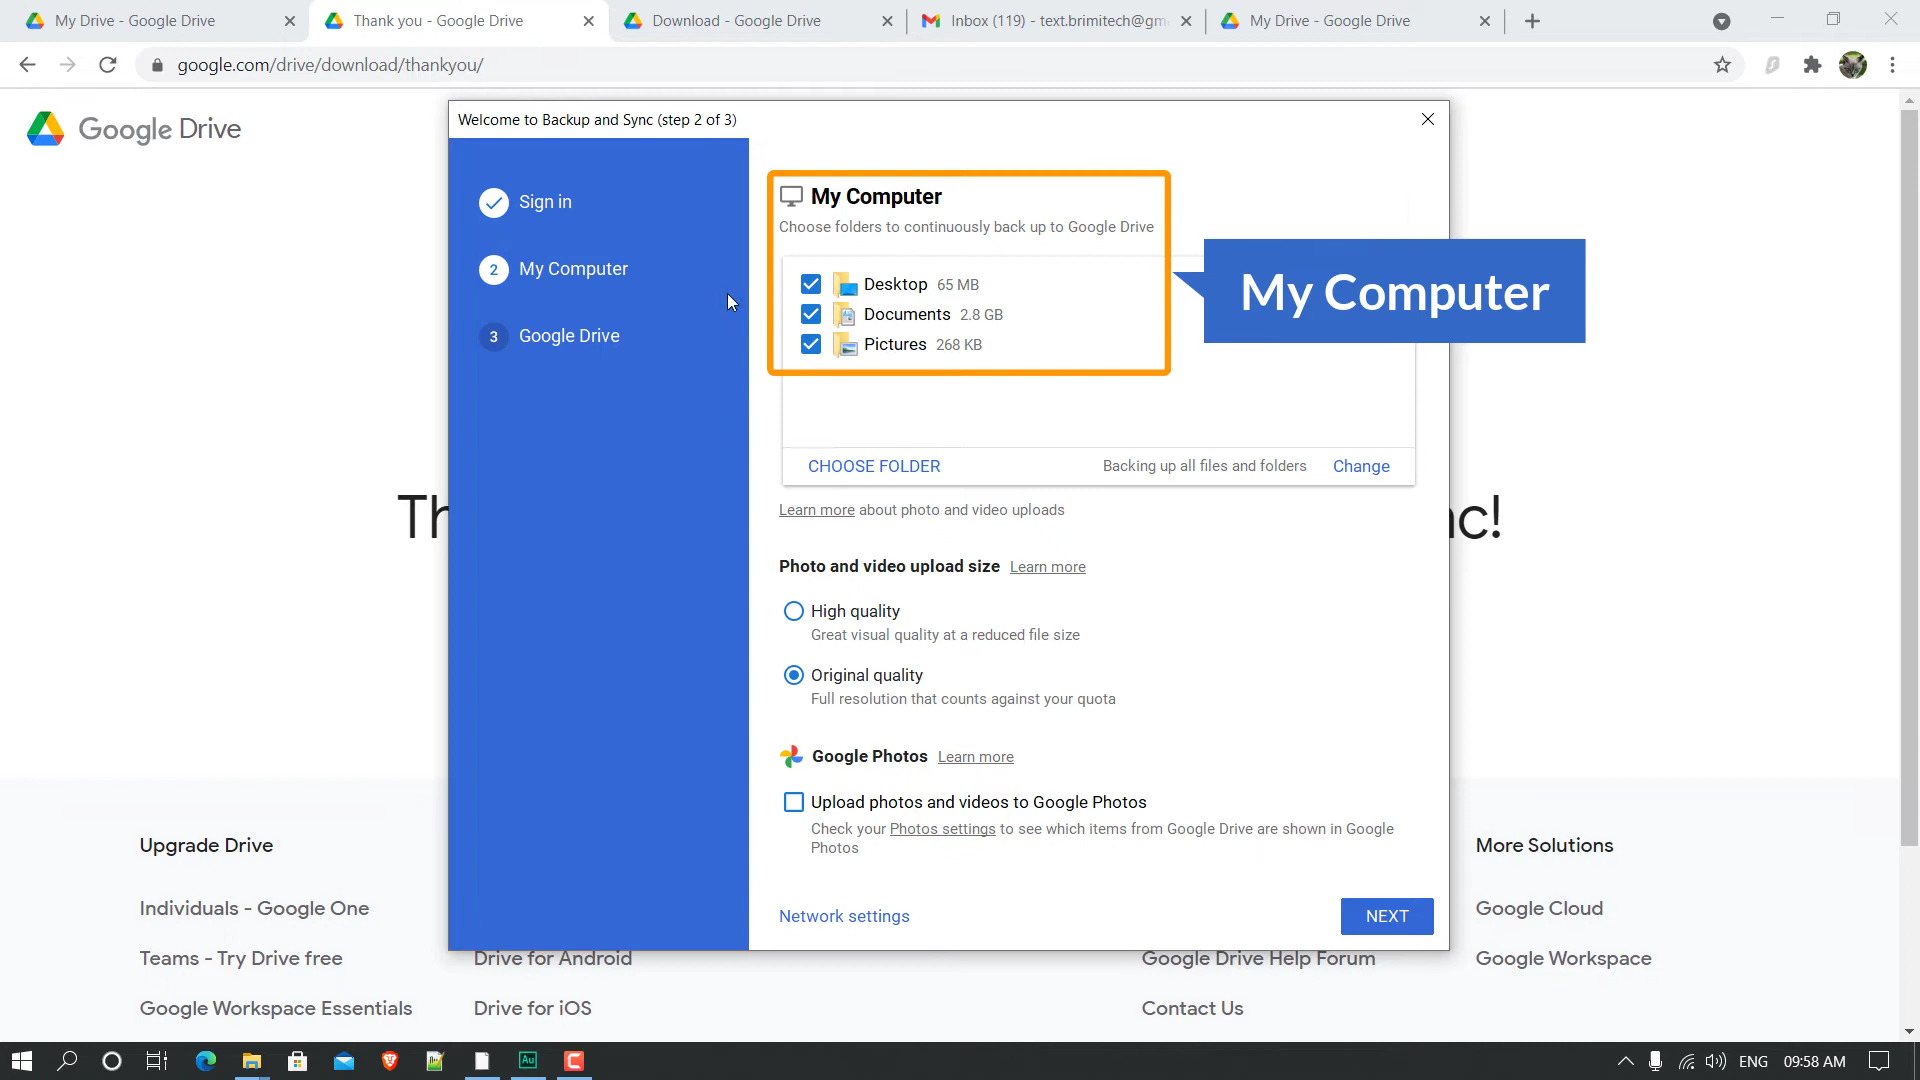 My Drive - Google Drive
Thank you - Google Drive
Download - Google Drive
Inbox (119) - text.brimitech@gm
My Drive - Google Drive
google.com/drive/download/thankyou/
Google Drive
Welcome to Backup and Sync (step 2 of 3)
Sign in
2 My Computer
3 Google Drive
My Computer
Choose folders to continuously back up to Google Drive
Desktop 65 MB
Documents 2.8 GB
Pictures 268 KB
My Computer
CHOOSE FOLDER
Backing up all files and folders
Change
Learn more about photo and video uploads
Th
nc!
Photo and video upload size Learn more
High quality
Great visual quality at a reduced file size
Original quality
Full resolution that counts against your quota
Google Photos Learn more
Upload photos and videos to Google Photos
Check your Photos settings to see which items from Google Drive are shown in Google
Photos
Network settings
NEXT
Upgrade Drive
Individuals - Google One
Teams - Try Drive free
Google Workspace Essentials
Drive for Android
Drive for iOS
Google Drive Help Forum
Contact Us
More Solutions
Google Cloud
Google Workspace
Au
ENG
09:58 AM